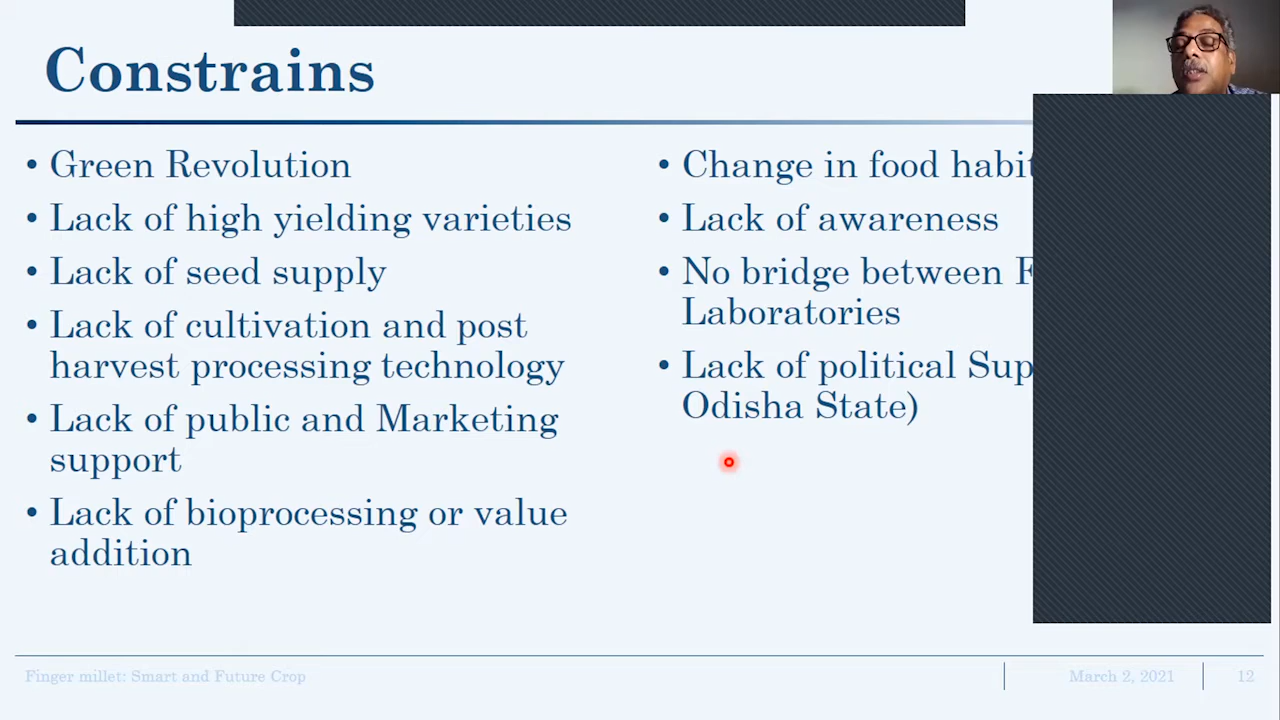 Constrains
• Green Revolution
• Lack of high yielding varieties
• Lack of seed supply
• Lack of cultivation and post
harvest processing technology
• Lack of public and Marketing
support
• Lack of bioprocessing or value
addition
• Change in food
• Lack of awareness
• No bridge between
Laboratories
• Lack of political
Odisha State)
Finger millet: Smart and Future Crop
March 2, 2021
12